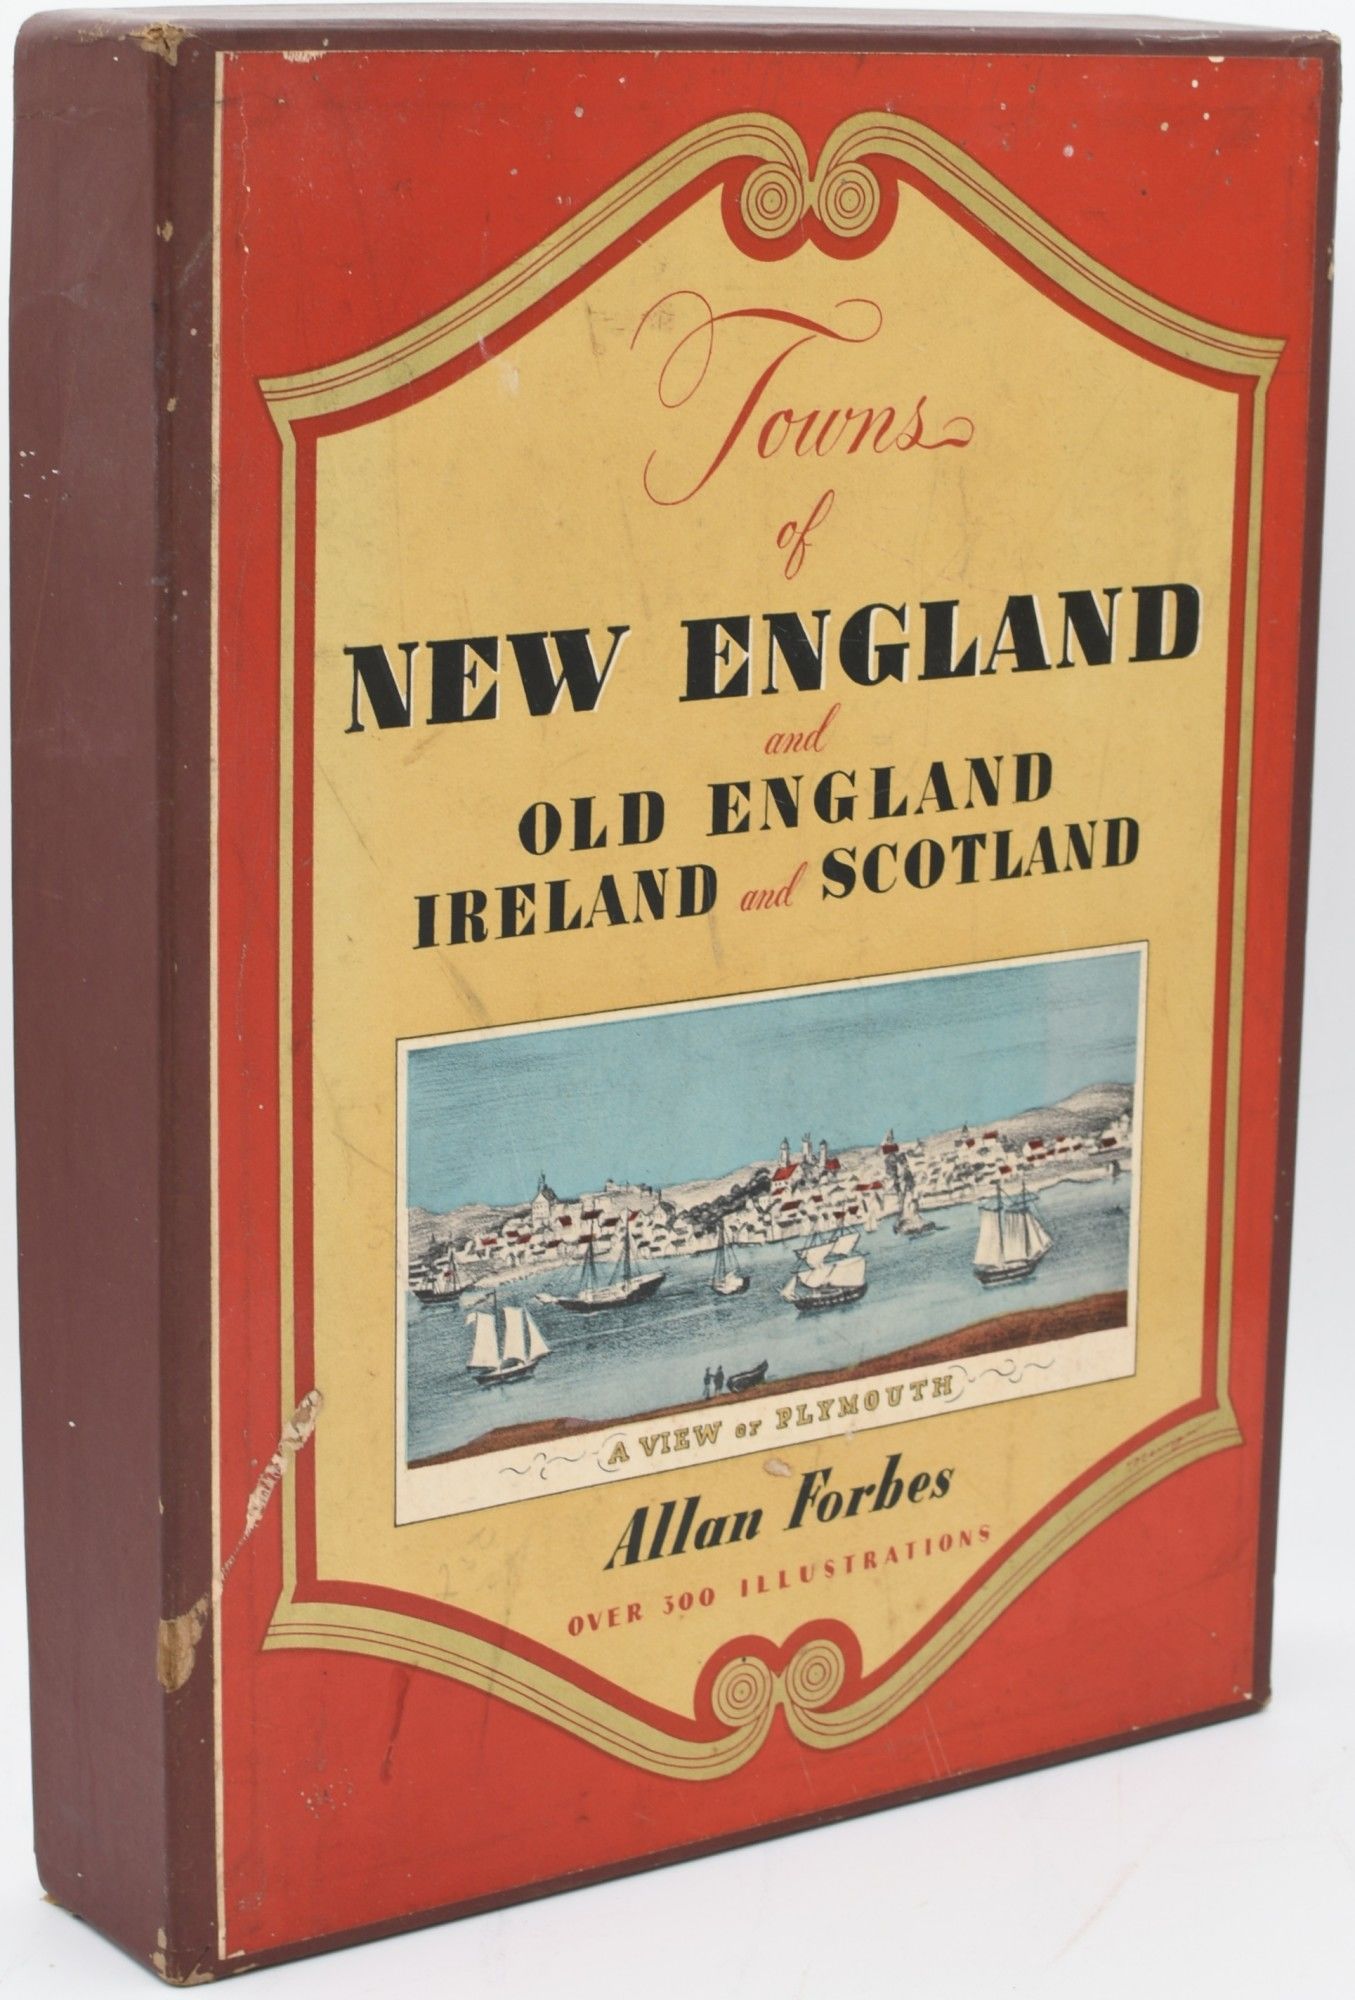 Towns
of
NEW ENGLAND
and
OLD ENGLAND
IRELAND and SCOTLAND
A VIEW OF PLYMOUTH
Allan Forbes
OVER 300 ILLUSTRATIONS